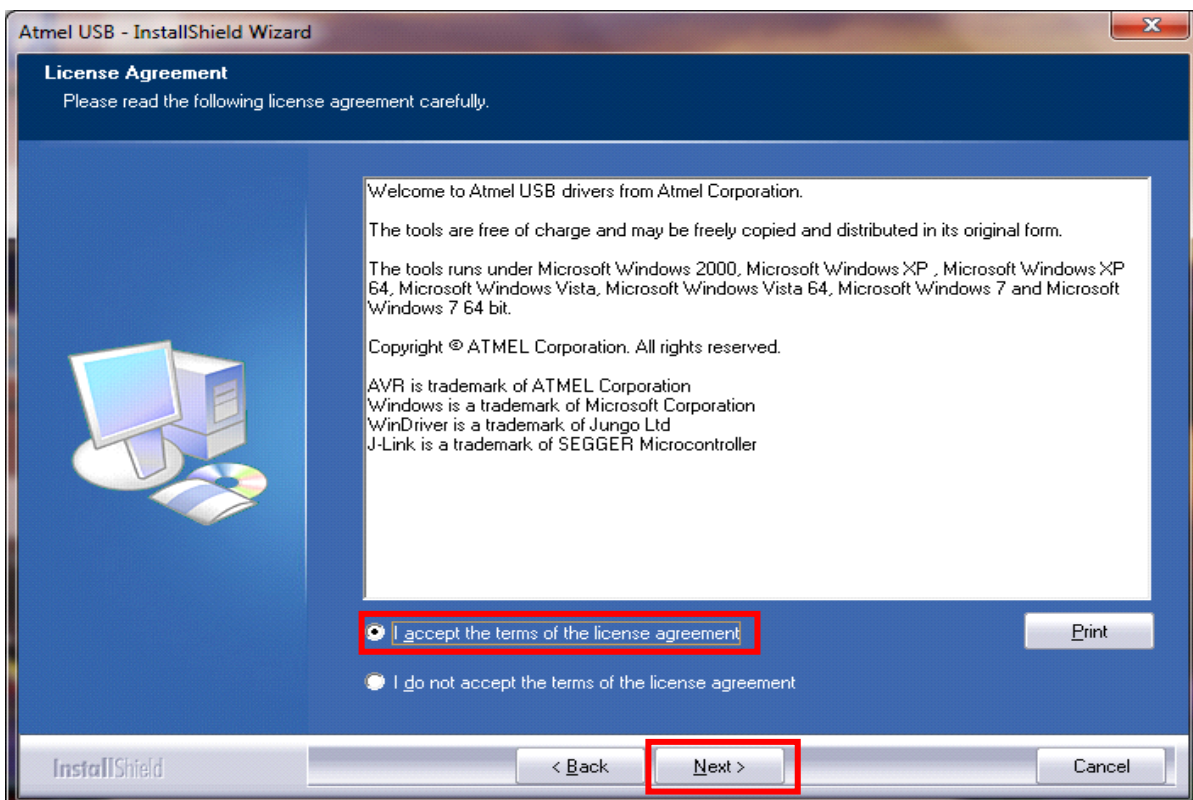 Atmel USB - InstallShield Wizard
License Agreement
Please read the following license agreement carefully.
Welcome to Atmel USB drivers from Atmel Corporation.
The tools are free of charge and may be freely copied and distributed in its original form.
The tools runs under Microsoft Windows 2000, Microsoft Windows XP , Microsoft Windows XP
64, Microsoft Windows Vista, Microsoft Windows Vista 64, Microsoft Windows 7 and Microsoft
Windows 7 64 bit.
Copyright © ATMEL Corporation. All rights reserved.
AVR is trademark of ATMEL Corporation
Windows is a trademark of Microsoft Corporation
WinDriver is a trademark of Jungo Ltd
J-Link is a trademark of SEGGER Microcontroller
I accept the terms of the license agreement
Print
I do not accept the terms of the license agreement
InstallShield
< Back
Next >
Cancel